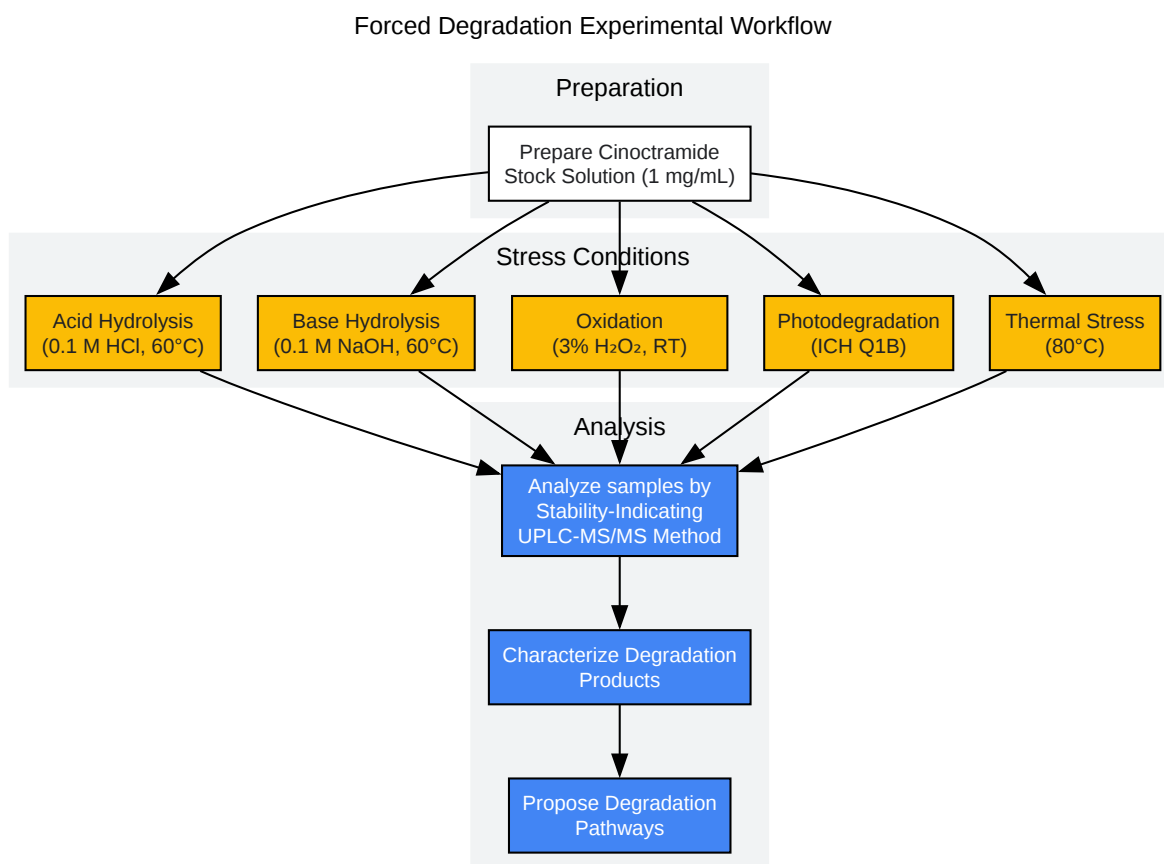 Forced Degradation Experimental Workflow
Preparation
Prepare Cinoctramide
Stock Solution (1 mg/mL)
Stress Conditions
Acid Hydrolysis
(0.1 M HCl, 60°C)
Base Hydrolysis
(0.1 M NaOH, 60°C)
Oxidation
(3% H₂O₂, RT)
Photodegradation
(ICH Q1B)
Thermal Stress
(80°C)
Analysis
Analyze samples by
Stability-Indicating
UPLC-MS/MS Method
Characterize Degradation
Products
Propose Degradation
Pathways